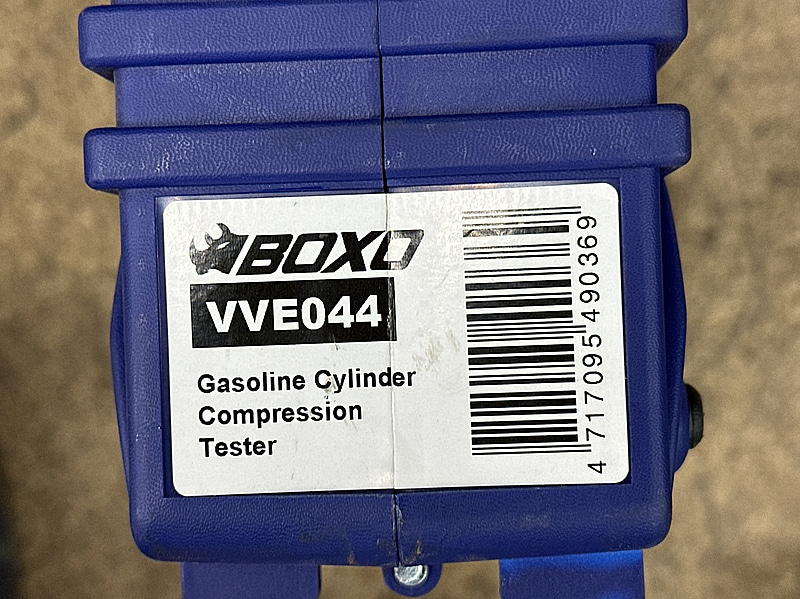 BOXO
VVE044
Gasoline Cylinder
Compression
Tester
4 717095 490369